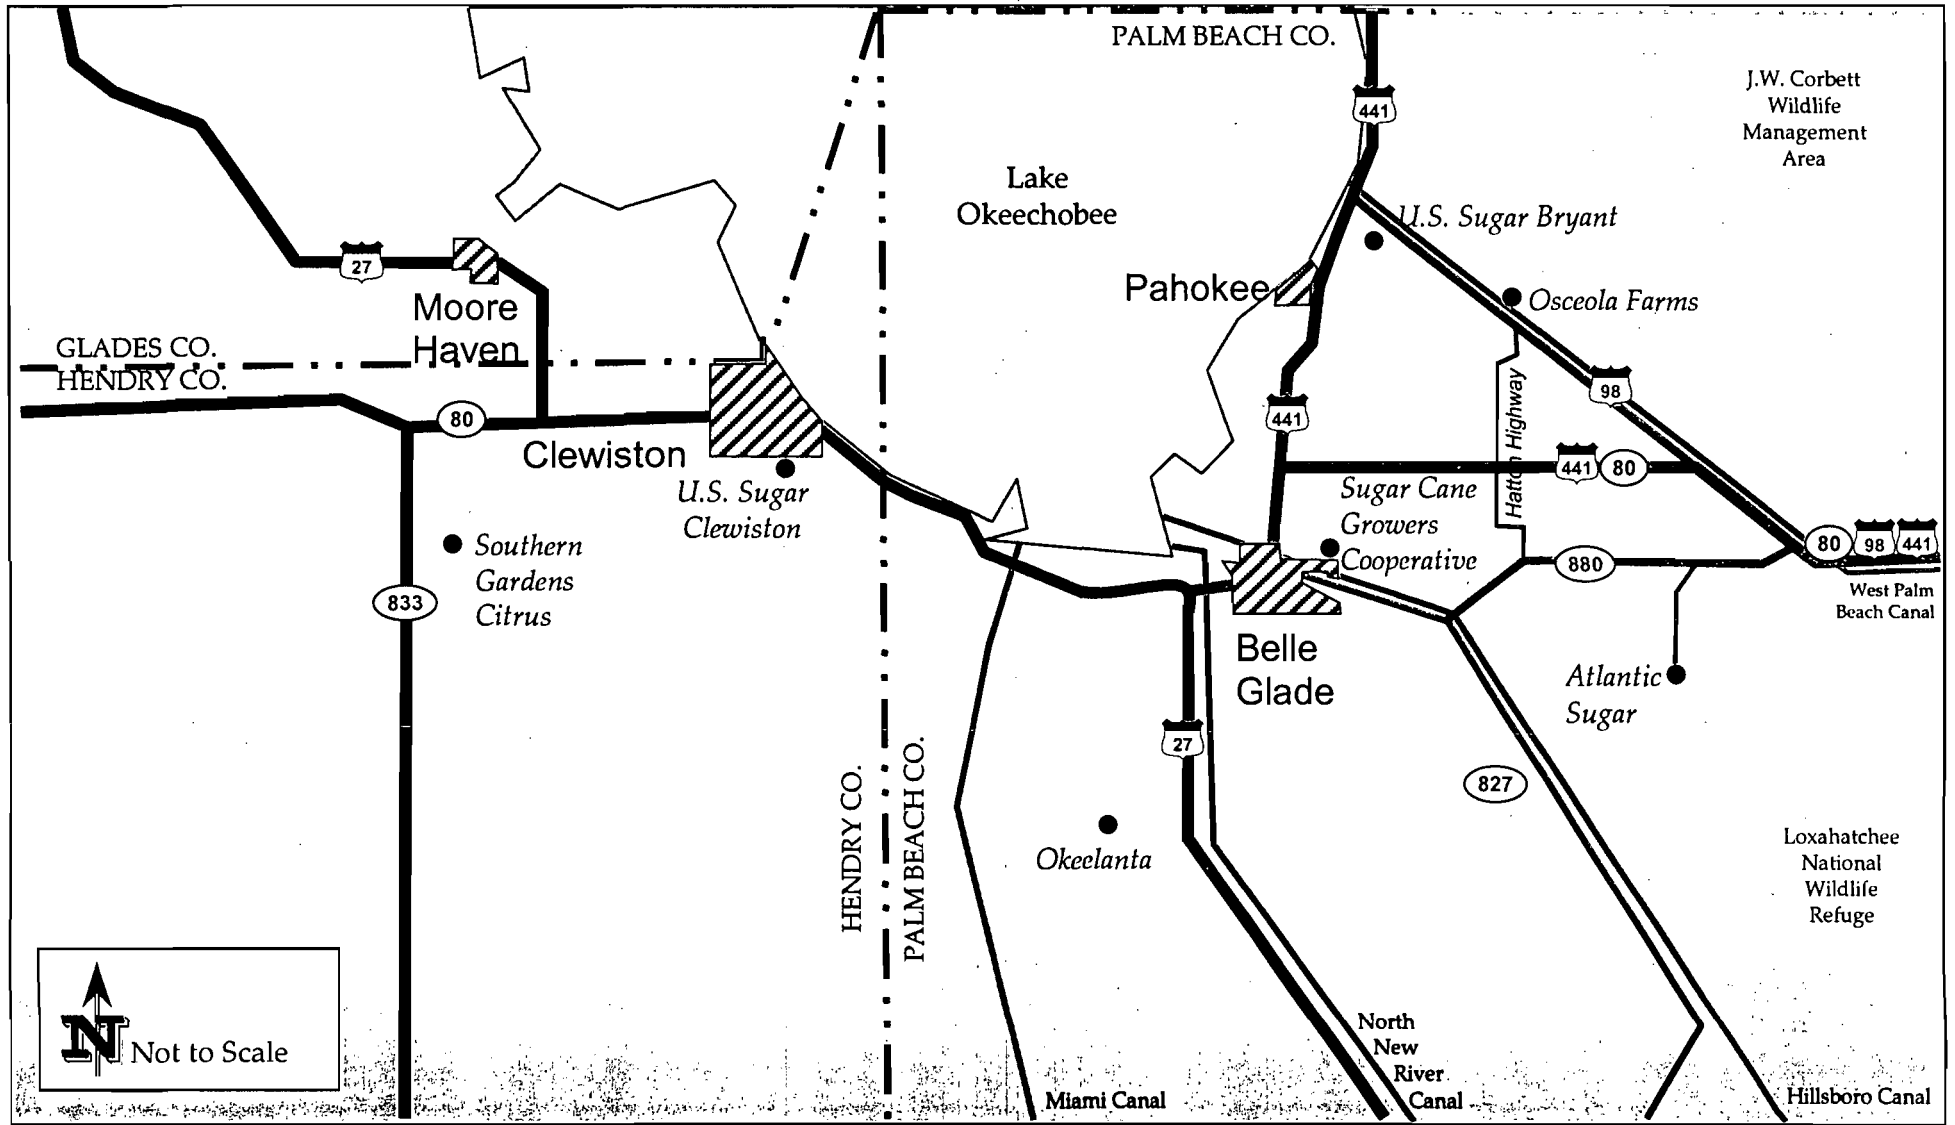 PALM BEACH CO.
J.W. Corbett
Wildlife
Management
Area
441
Lake
Okeechobee
U.S. Sugar Bryant
27
Pahokee
Osceola Farms
Moore
Haven
GLADES CO.
HENDRY CO.
98
Hatton Highway
80
441
Clewiston
441
80
U.S. Sugar
Clewiston
Sugar Cane
Growers
Cooperative
Southern
Gardens
Citrus
80
98
441
880
833
West Palm
Beach Canal
Belle
Glade
Atlantic
Sugar
27
827
HENDRY CO.
PALM BEACH CO.
Okeelanta
Loxahatchee
National
Wildlife
Refuge
N
Not to Scale
North
New
River
Canal
Miami Canal
Hillsboro Canal